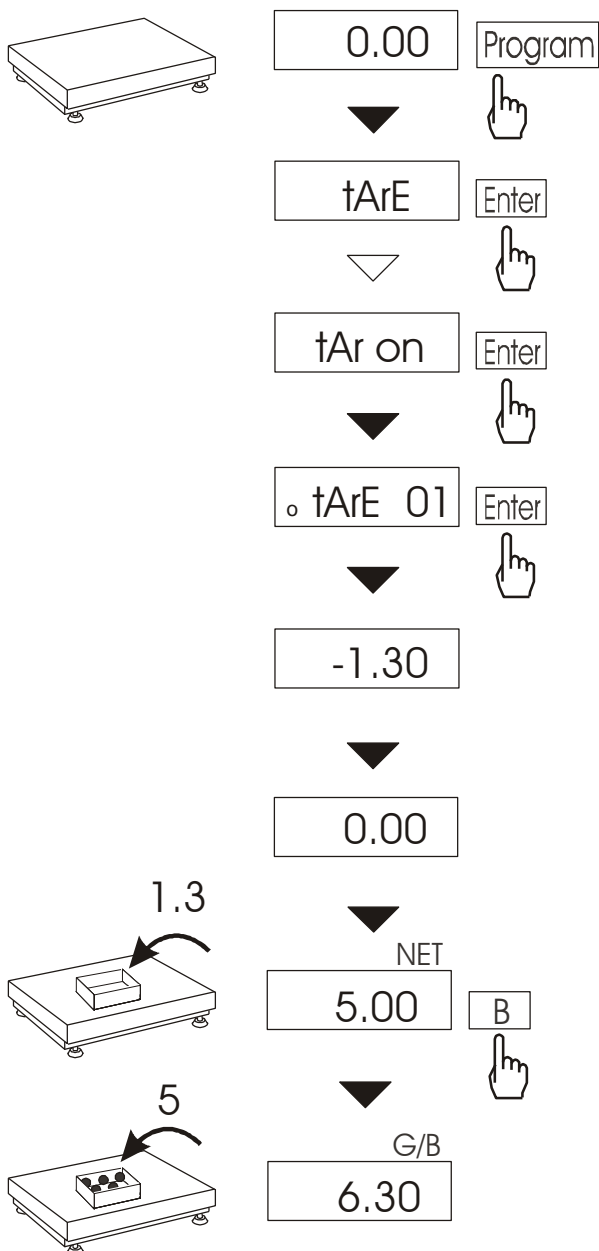 0.00 Program
tArE Enter
tAr on Enter
o tArE 01 Enter
-1.30
0.00
1.3
NET
5.00 B
5
G/B
6.30